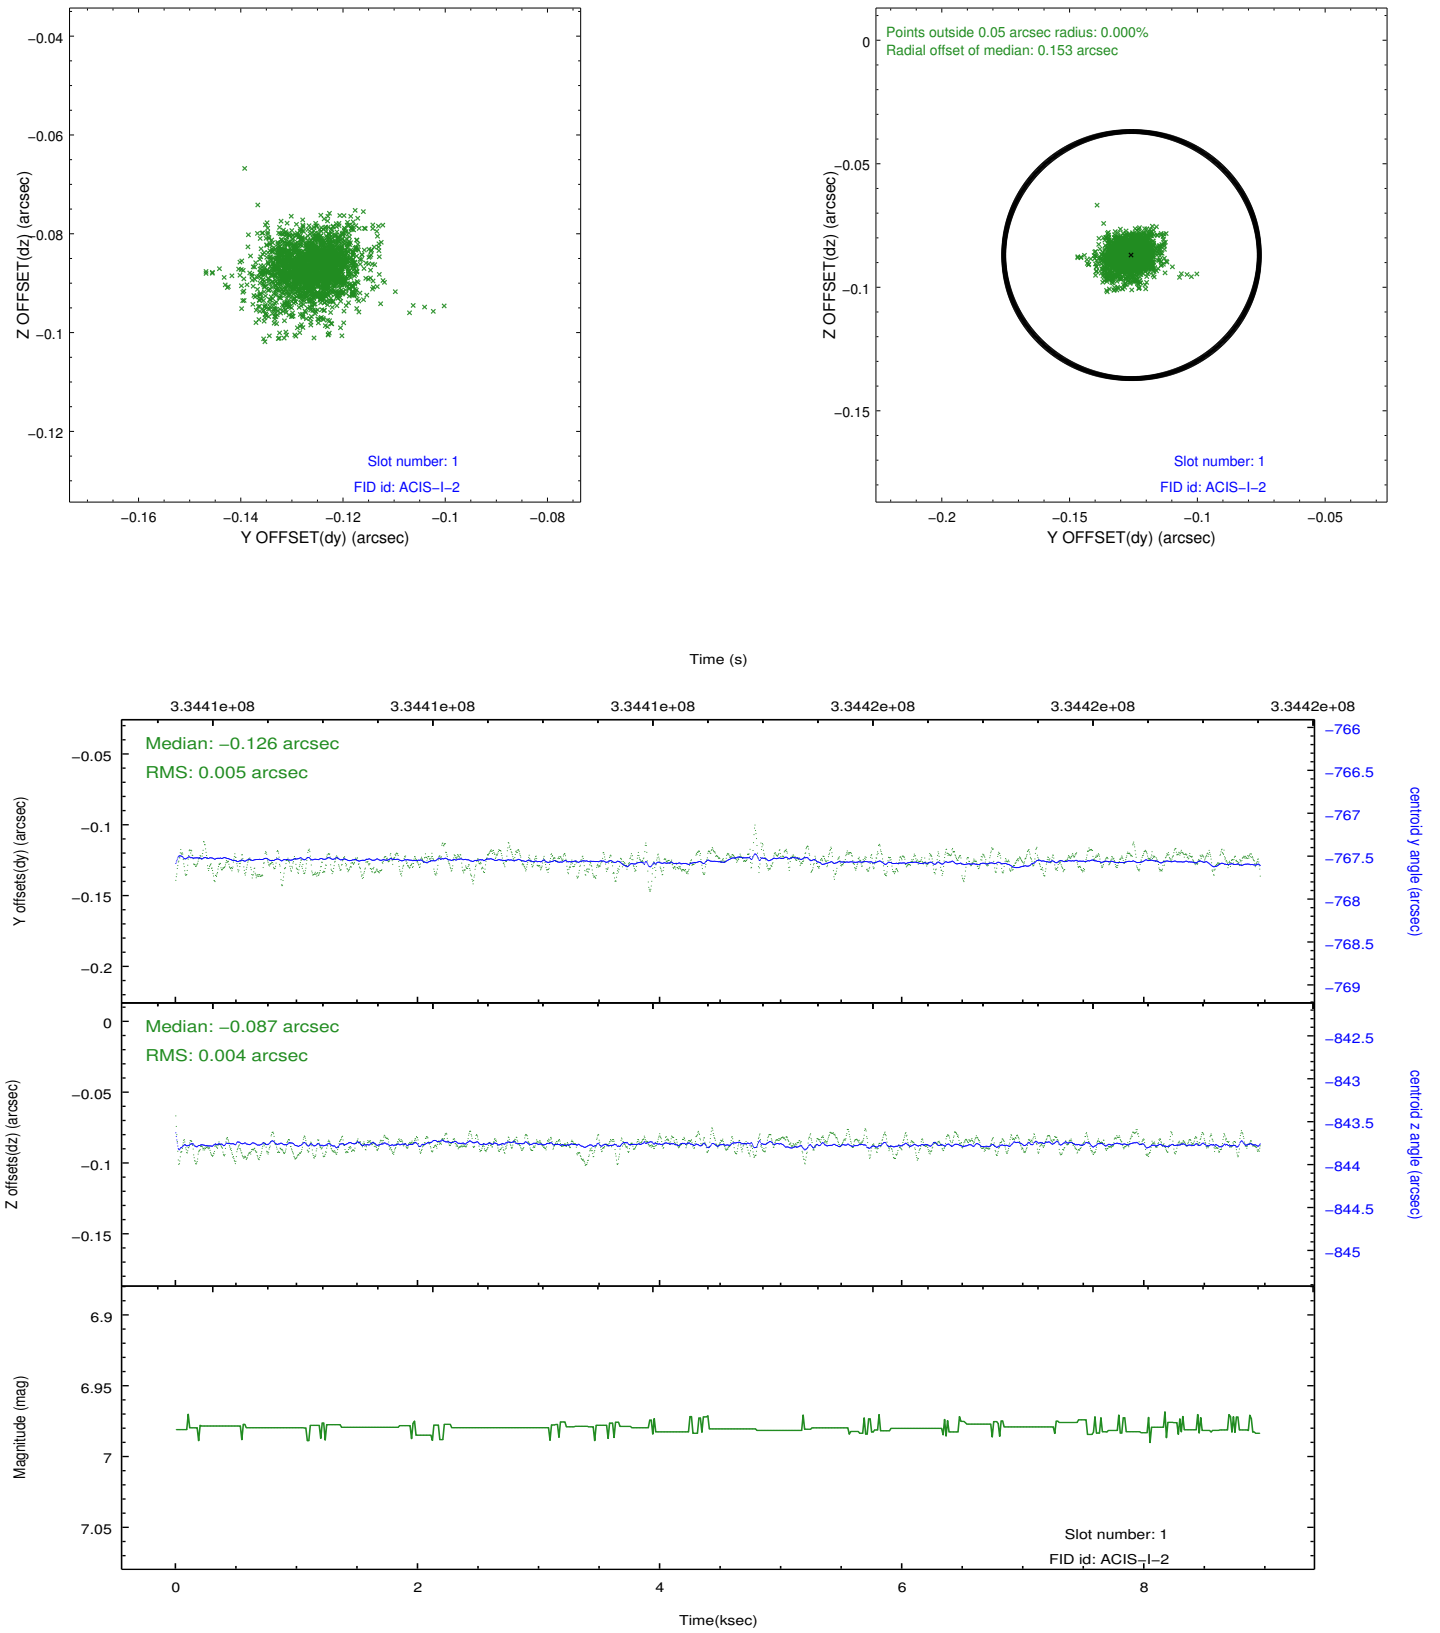 −0.04
−0.06
−0.08
−0.1
−0.12
Z OFFSET(dz) (arcsec)
Slot number: 1
FID id: ACIS−I−2
−0.16
−0.14
−0.12
−0.1
−0.08
Y OFFSET(dy) (arcsec)
Points outside 0.05 arcsec radius: 0.000%
Radial offset of median: 0.153 arcsec
0
−0.05
−0.1
−0.15
Z OFFSET(dz) (arcsec)
Slot number: 1
FID id: ACIS−I−2
−0.2
−0.15
−0.1
−0.05
Y OFFSET(dy) (arcsec)
Time (s)
3.3441e+08
3.3441e+08
3.3441e+08
3.3442e+08
3.3442e+08
3.3442e+08
Median: −0.126 arcsec
RMS: 0.005 arcsec
−0.05
−0.1
−0.15
−0.2
Y offsets(dy) (arcsec)
−766
−766.5
−767
−767.5
−768
−768.5
−769
centroid y angle (arcsec)
Median: −0.087 arcsec
RMS: 0.004 arcsec
0
−0.05
−0.1
−0.15
Z offsets(dz) (arcsec)
−842.5
−843
−843.5
−844
−844.5
−845
centroid z angle (arcsec)
6.9
6.95
7
7.05
Magnitude (mag)
Slot number: 1
FID id: ACIS−I−2
0
2
4
6
8
Time(ksec)